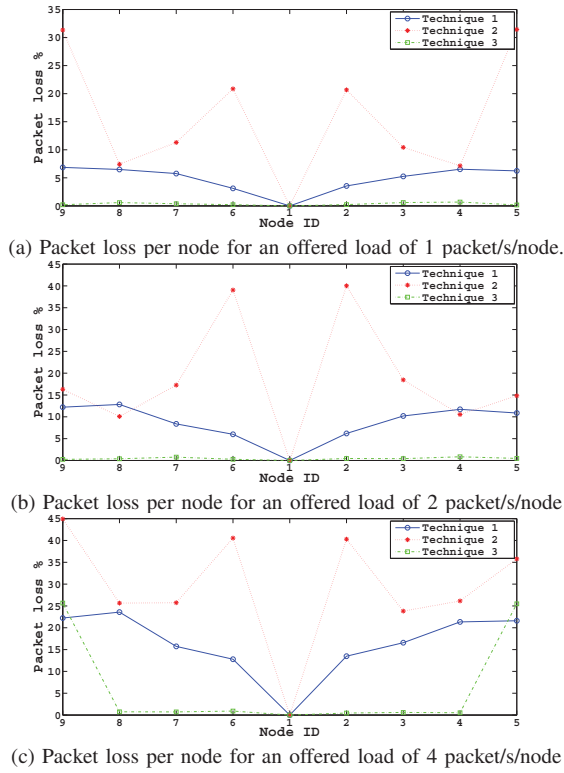 35
30
25
20
15
10
5
0
Packet loss %
Technique 1
Technique 2
Technique 3
9 8 7 6 1 2 3 4 5
Node ID
(a) Packet loss per node for an offered load of 1 packet/s/node.
45
40
35
30
25
20
15
10
5
0
Packet loss %
Technique 1
Technique 2
Technique 3
9 8 7 6 1 2 3 4 5
Node ID
(b) Packet loss per node for an offered load of 2 packet/s/node
45
40
35
30
25
20
15
10
5
0
Packet loss %
Technique 1
Technique 2
Technique 3
9 8 7 6 1 2 3 4 5
Node ID
(c) Packet loss per node for an offered load of 4 packet/s/node